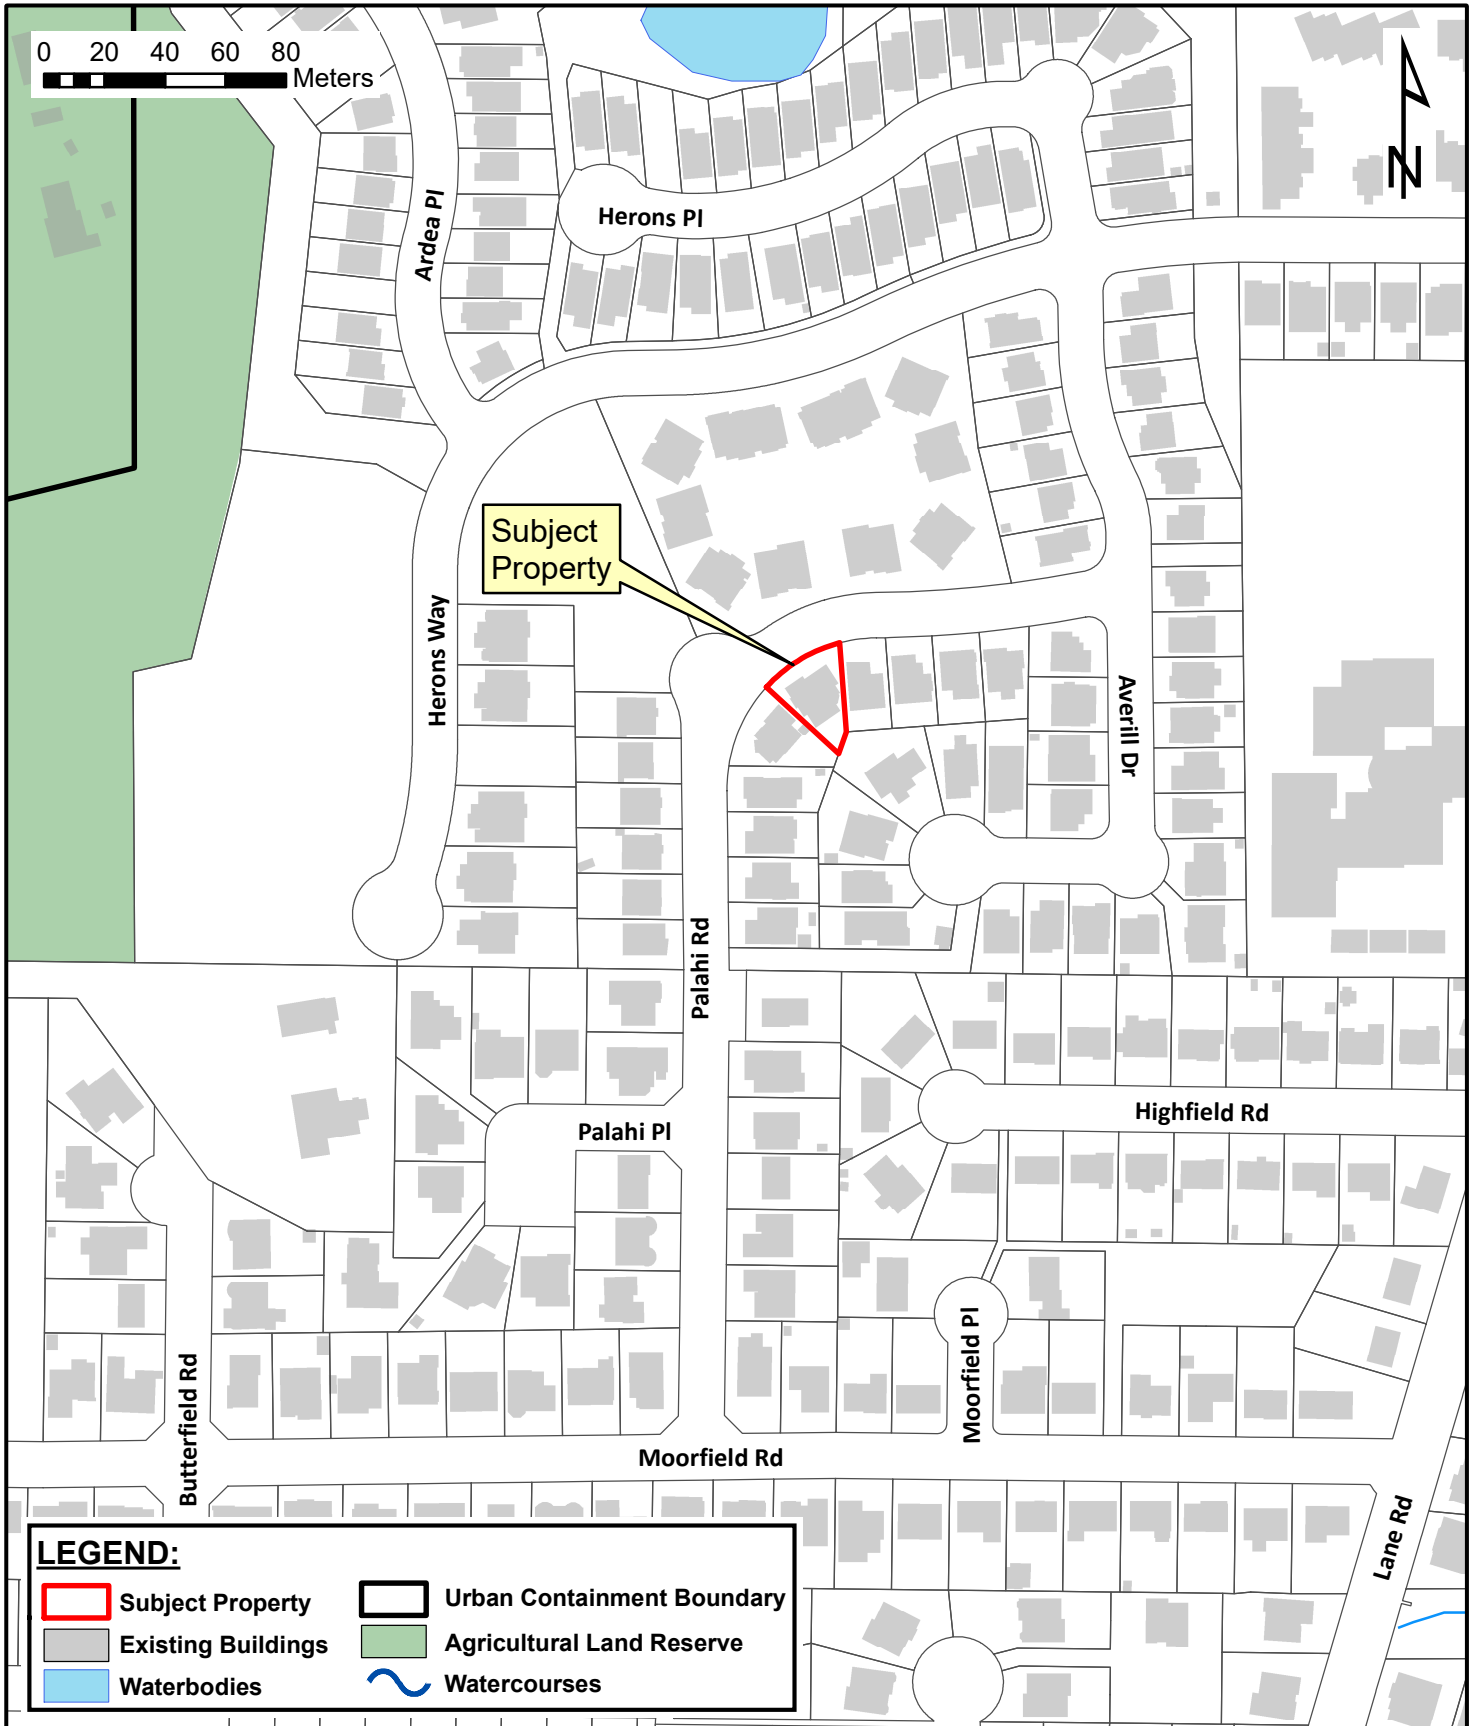 0 20 40 60 80
Meters
N
Ardea Pl
Herons Pl
Subject
Property
Herons Way
Averill Dr
Palahi Rd
Palahi Pl
Highfield Rd
Butterfield Rd
Moorfield Pl
Moorfield Rd
Lane Rd
LEGEND:
Subject Property
Urban Containment Boundary
Existing Buildings
Agricultural Land Reserve
Waterbodies
Watercourses